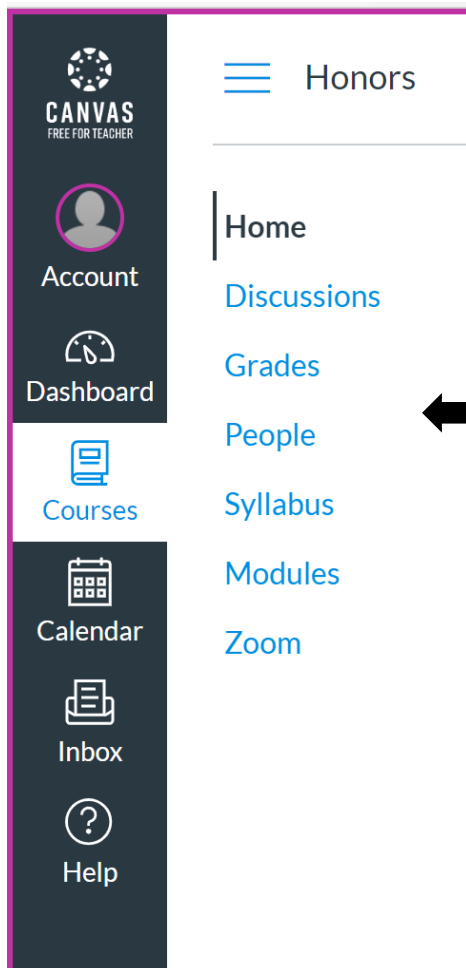 CANVAS
FREE FOR TEACHER
Account
Dashboard
Courses
Calendar
Inbox
Help
Honors
Home
Discussions
Grades
People
Syllabus
Modules
Zoom